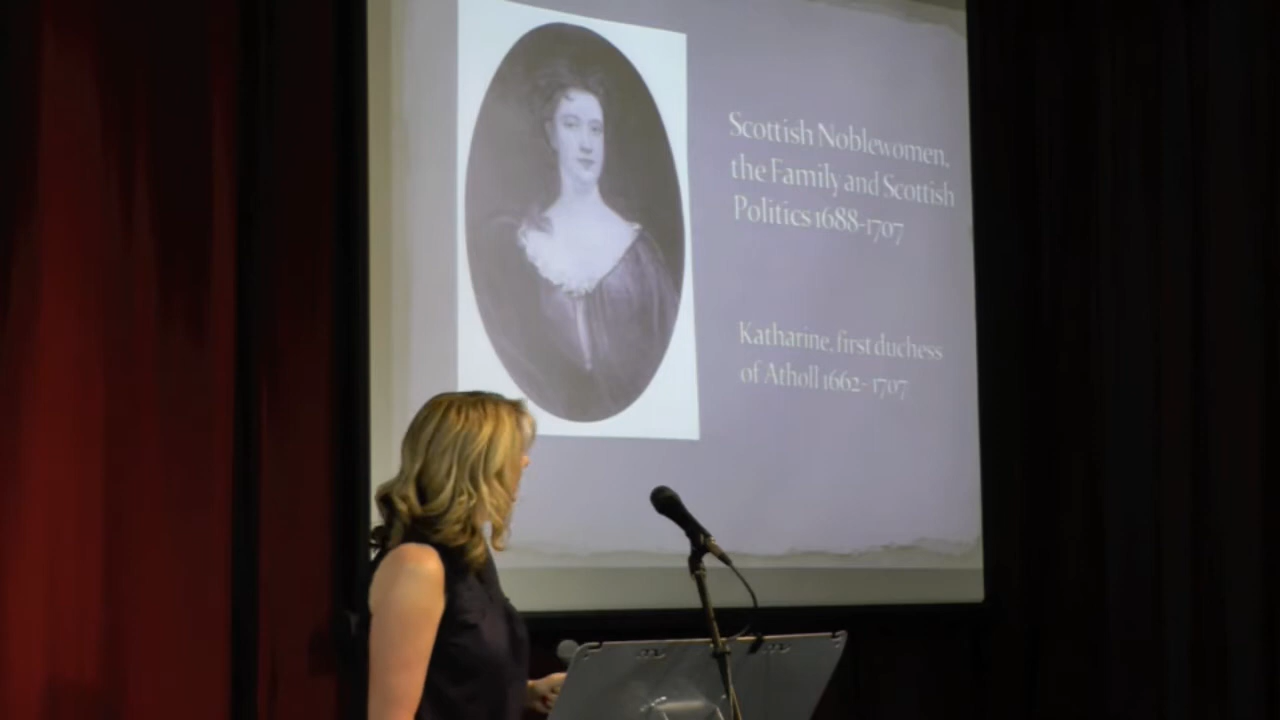 Scottish Noblewomen,
the Family and Scottish
Politics 1688-1707
Katharine, first duchess
of Atholl 1662- 1707